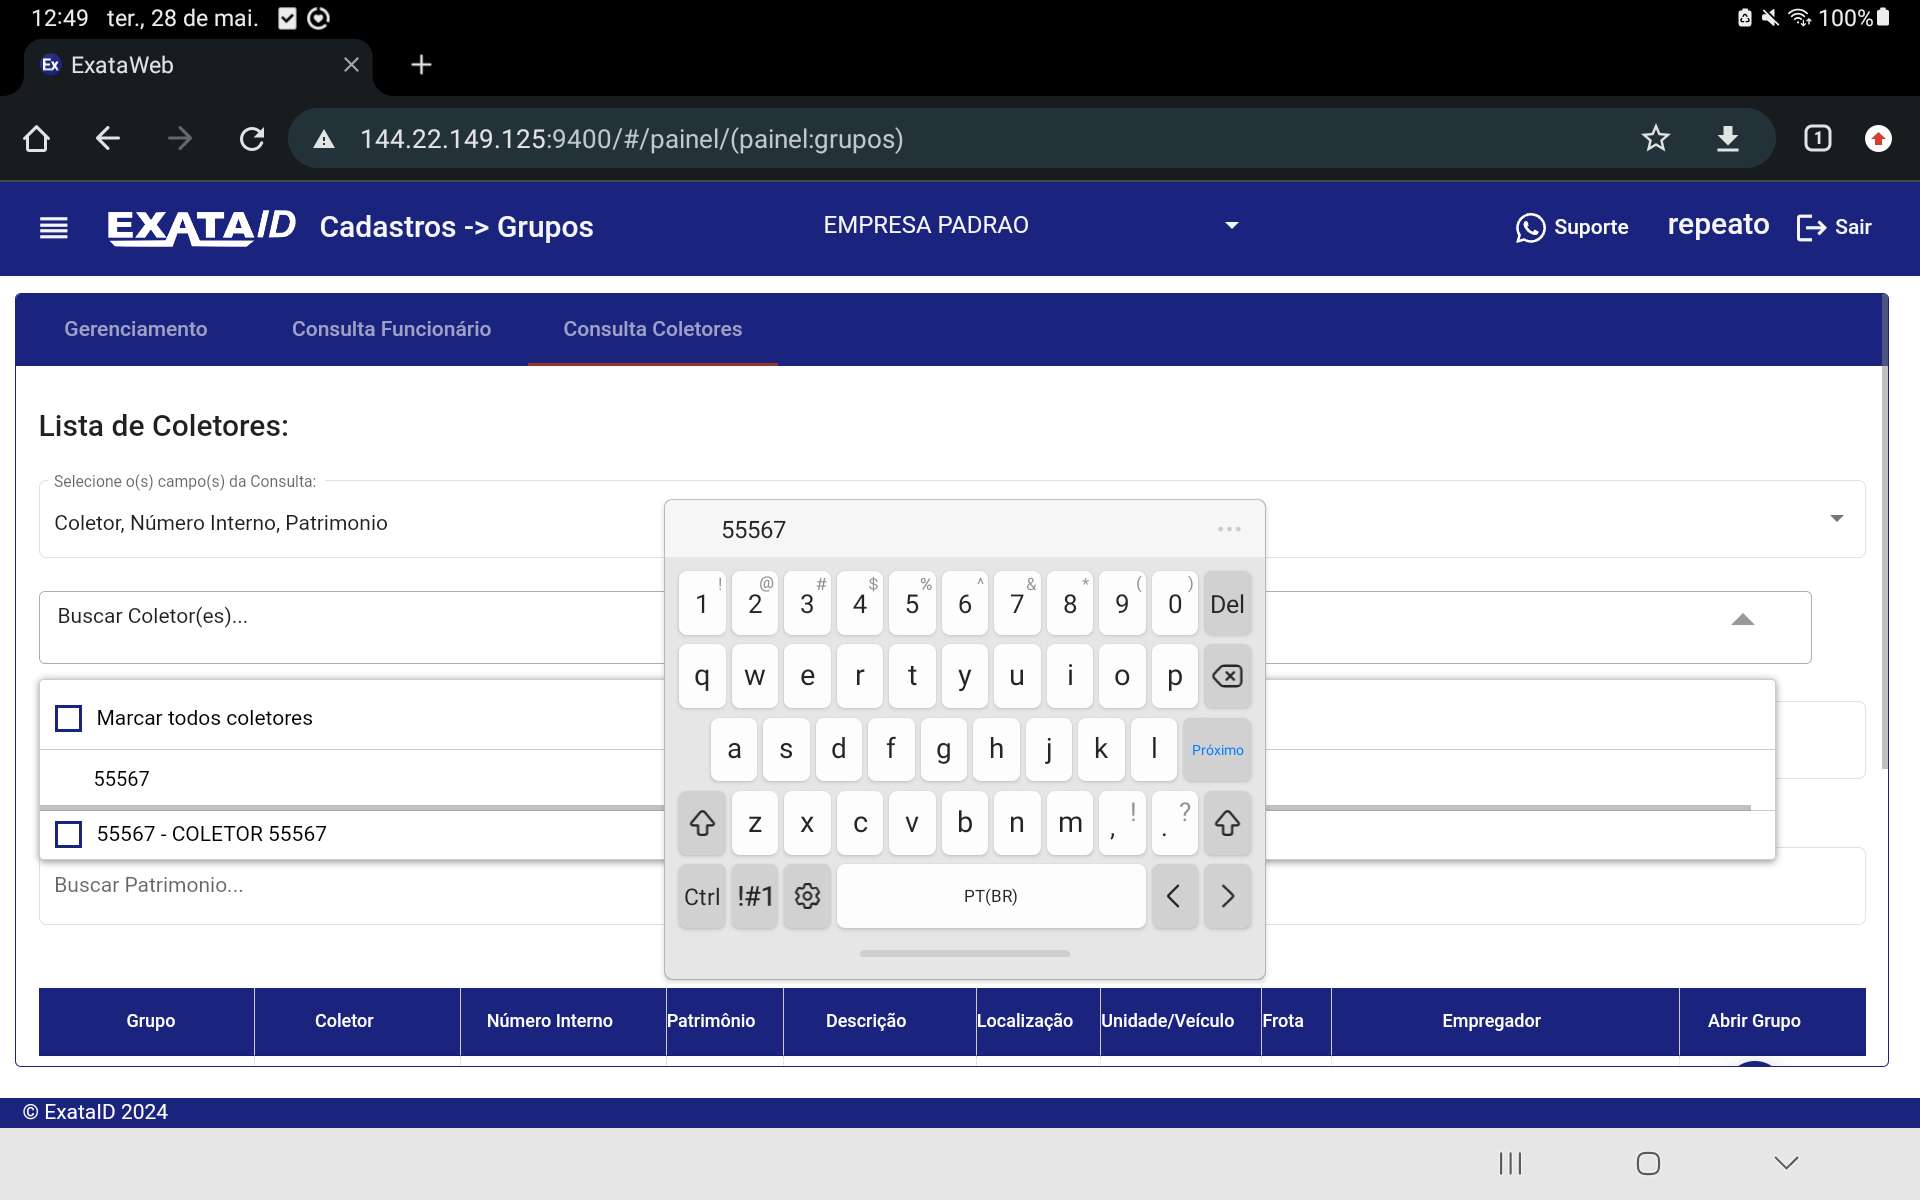 12:49 ter., 28 de mai. 100%
Ex ExataWeb
144.22.149.125:9400/#/painel/(painel:grupos) 1
EXATA/ID Cadastros -> Grupos EMPRESA PADRAO Suporte repeato Sair
Gerenciamento Consulta Funcionário Consulta Coletores
Lista de Coletores:
Selecione o(s) campo(s) da Consulta:
Coletor, Número Interno, Patrimonio
Buscar Coletor(es)...
Marcar todos coletores
55567
55567 - COLETOR 55567
Buscar Patrimonio...
55567 ...
! @ # $ % ^ & * ( )
1 2 3 4 5 6 7 8 9 0 Del
q w e r t y u i o p
a s d f g h j k l Próximo
z x c v b n m , ! . ?
Ctrl !#1 PT(BR) < >
Grupo Coletor Número Interno Patrimônio Descrição Localização Unidade/Veículo Frota Empregador Abrir Grupo
© ExataID 2024